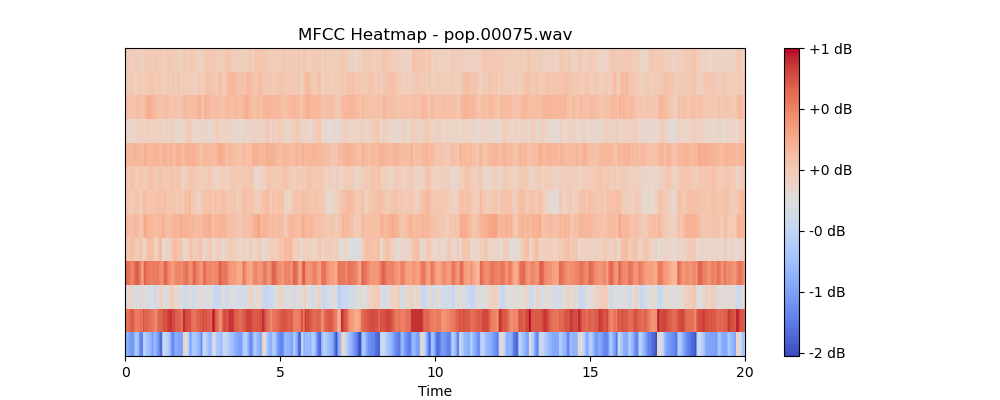 MFCC Heatmap - pop.00075.wav
+1 dB
+0 dB
+0 dB
-0 dB
-1 dB
-2 dB
0 5 10 15 20
Time